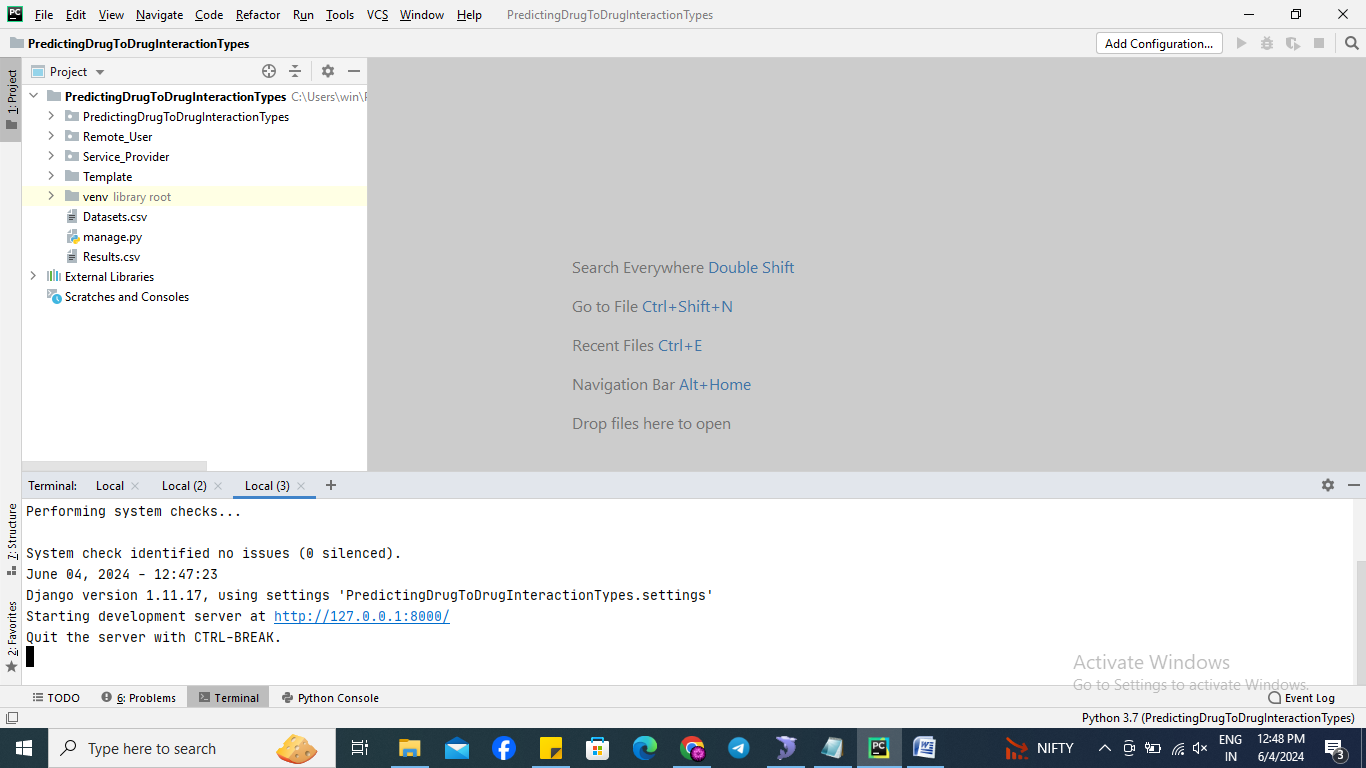 File Edit View Navigate Code Refactor Run Tools VCS Window Help PredictingDrugToDrugInteractionTypes
PredictingDrugToDrugInteractionTypes
Add Configuration...
1: Project
Project
PredictingDrugToDrugInteractionTypes C:\Users\win\
PredictingDrugToDrugInteractionTypes
Remote_User
Service_Provider
Template
venv library root
Datasets.csv
manage.py
Results.csv
External Libraries
Scratches and Consoles
Search Everywhere Double Shift
Go to File Ctrl+Shift+N
Recent Files Ctrl+E
Navigation Bar Alt+Home
Drop files here to open
Terminal: Local Local (2) Local (3)
Performing system checks...
System check identified no issues (0 silenced).
June 04, 2024 - 12:47:23
Django version 1.11.17, using settings 'PredictingDrugToDrugInteractionTypes.settings'
Starting development server at http://127.0.0.1:8000/
Quit the server with CTRL-BREAK.
7: Structure
2: Favorites
Activate Windows
Go to Settings to activate Windows.
TODO 6: Problems Terminal Python Console Event Log
Python 3.7 (PredictingDrugToDrugInteractionTypes)
Type here to search
NIFTY
ENG
IN
12:48 PM
6/4/2024
3